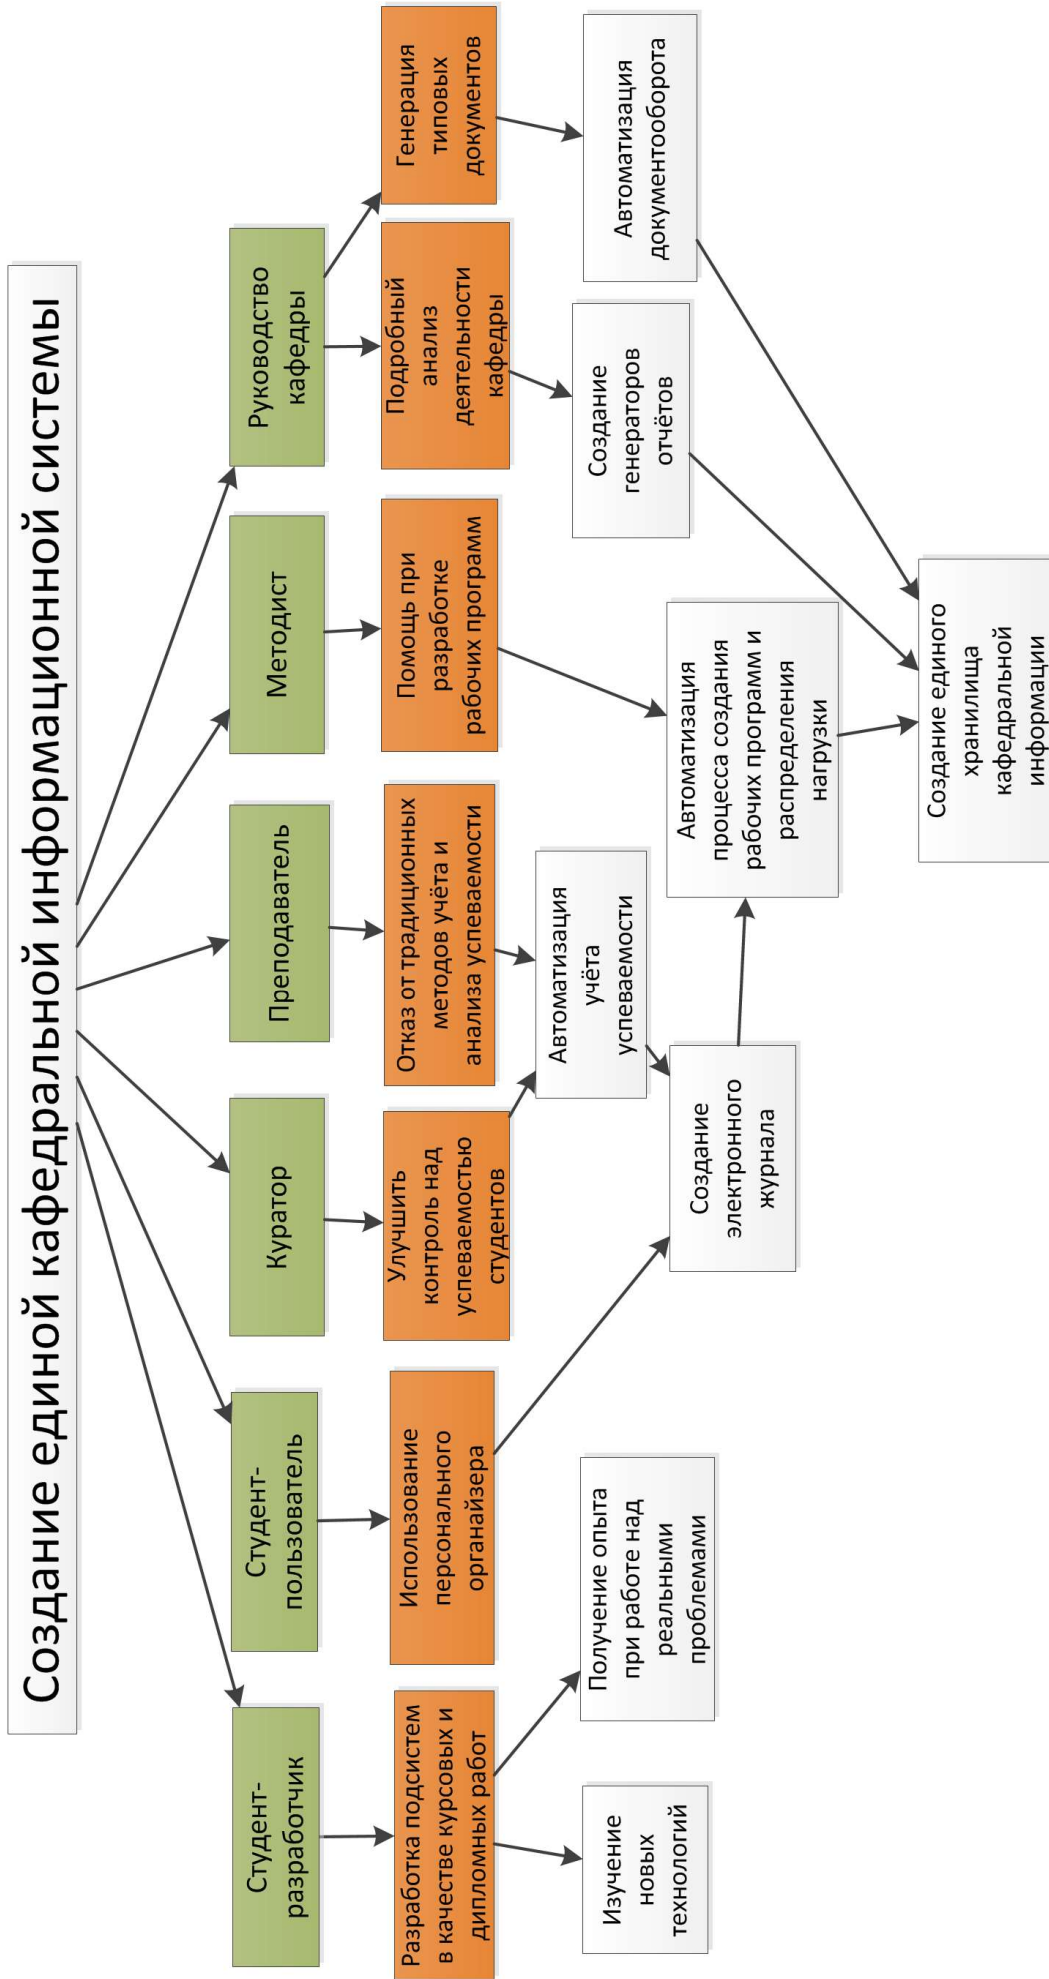 Создание единой кафедральной информационной системы
Студент-
разработчик
Студент-
пользователь
Куратор
Преподаватель
Методист
Руководство
кафедры
Разработка подсистем
в качестве курсовых и
дипломных работ
Использование
персонального
органайзера
Улучшить
контроль над
успеваемостью
студентов
Отказ от традиционных
методов учёта и
анализа успеваемости
Помощь при
разработке
рабочих программ
Подробный
анализ
деятельности
кафедры
Генерация
типовых
документов
Изучение
новых
технологий
Получение опыта
при работе над
реальными
проблемами
Автоматизация
учёта
успеваемости
Создание
генераторов
отчётов
Автоматизация
документооборота
Создание
электронного
журнала
Автоматизация
процесса создания
рабочих программ и
распределения
нагрузки
Создание единого
хранилища
кафедральной
информации